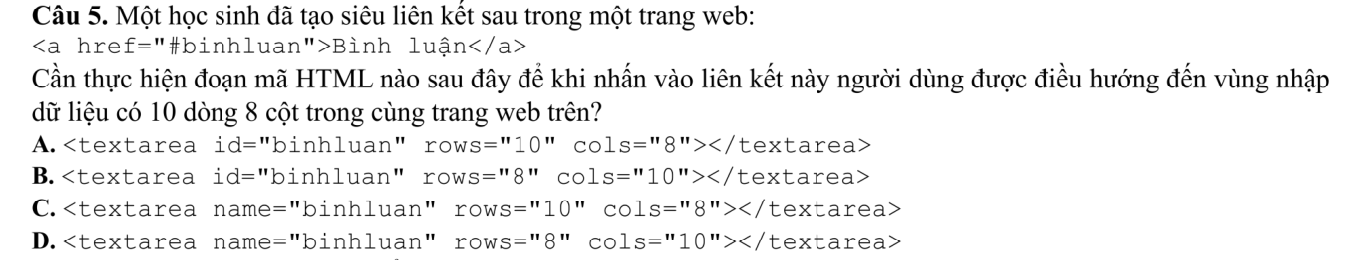 Câu 5. Một học sinh đã tạo siêu liên kết sau trong một trang web:
<a href="#binhluan">Bình luận</a>
Cần thực hiện đoạn mã HTML nào sau đây để khi nhấn vào liên kết này người dùng được điều hướng đến vùng nhập
dữ liệu có 10 dòng 8 cột trong cùng trang web trên?
A. <textarea id="binhluan" rows="10" cols="8"></textarea>
B. <textarea id="binhluan" rows="8" cols="10"></textarea>
C. <textarea name="binhluan" rows="10" cols="8"></textarea>
D. <textarea name="binhluan" rows="8" cols="10"></textarea>